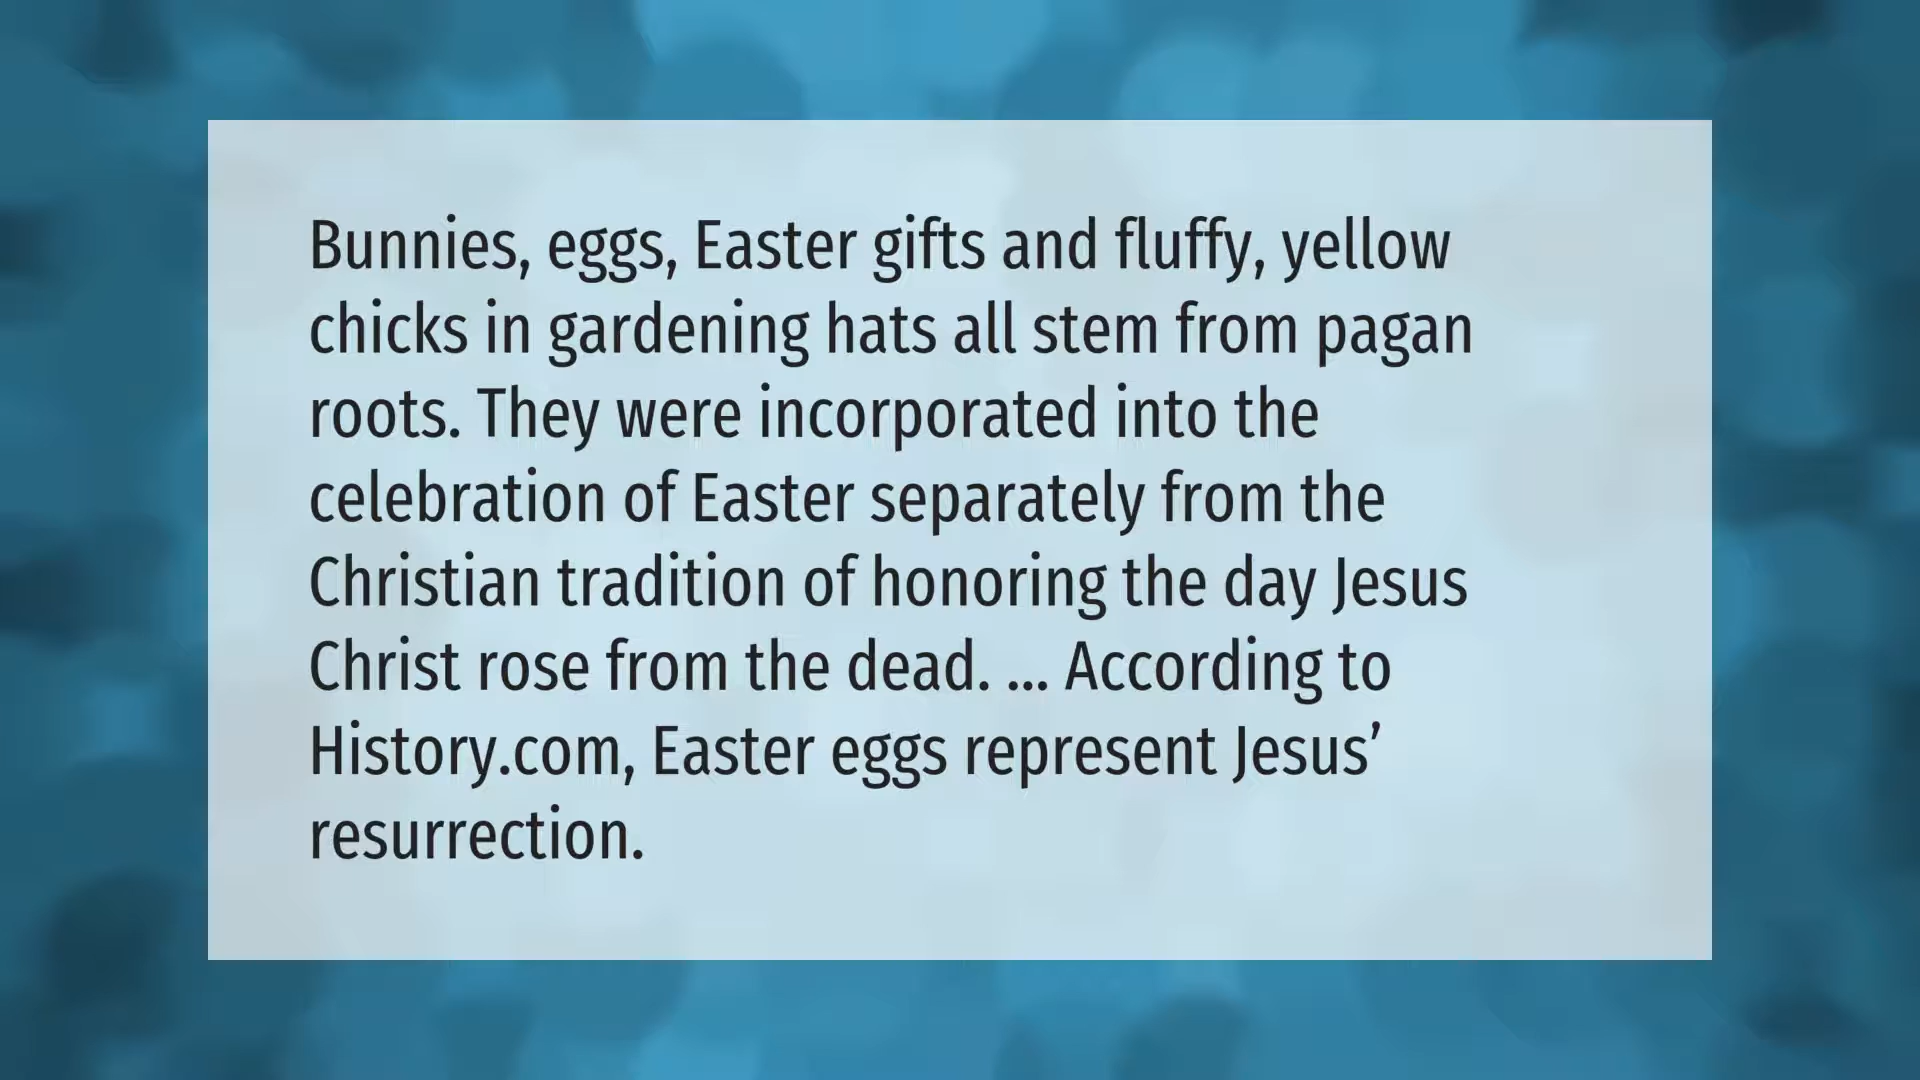 Bunnies, eggs, Easter gifts and fluffy, yellow
chicks in gardening hats all stem from pagan
roots. They were incorporated into the
celebration of Easter separately from the
Christian tradition of honoring the day Jesus
Christ rose from the dead. ... According to
History.com, Easter eggs represent Jesus’
resurrection.